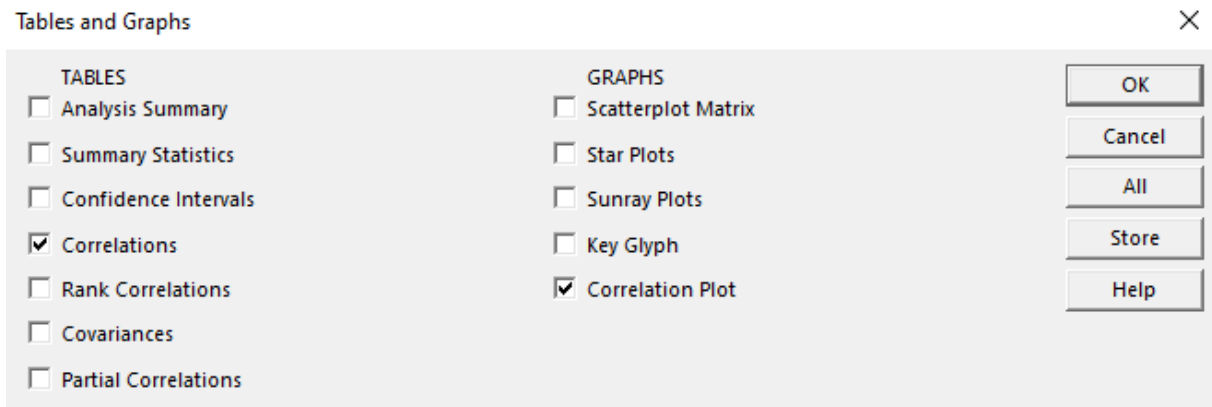 Tables and Graphs
TABLES
Analysis Summary
Summary Statistics
Confidence Intervals
Correlations
Rank Correlations
Covariances
Partial Correlations
GRAPHS
Scatterplot Matrix
Star Plots
Sunray Plots
Key Glyph
Correlation Plot
OK
Cancel
All
Store
Help